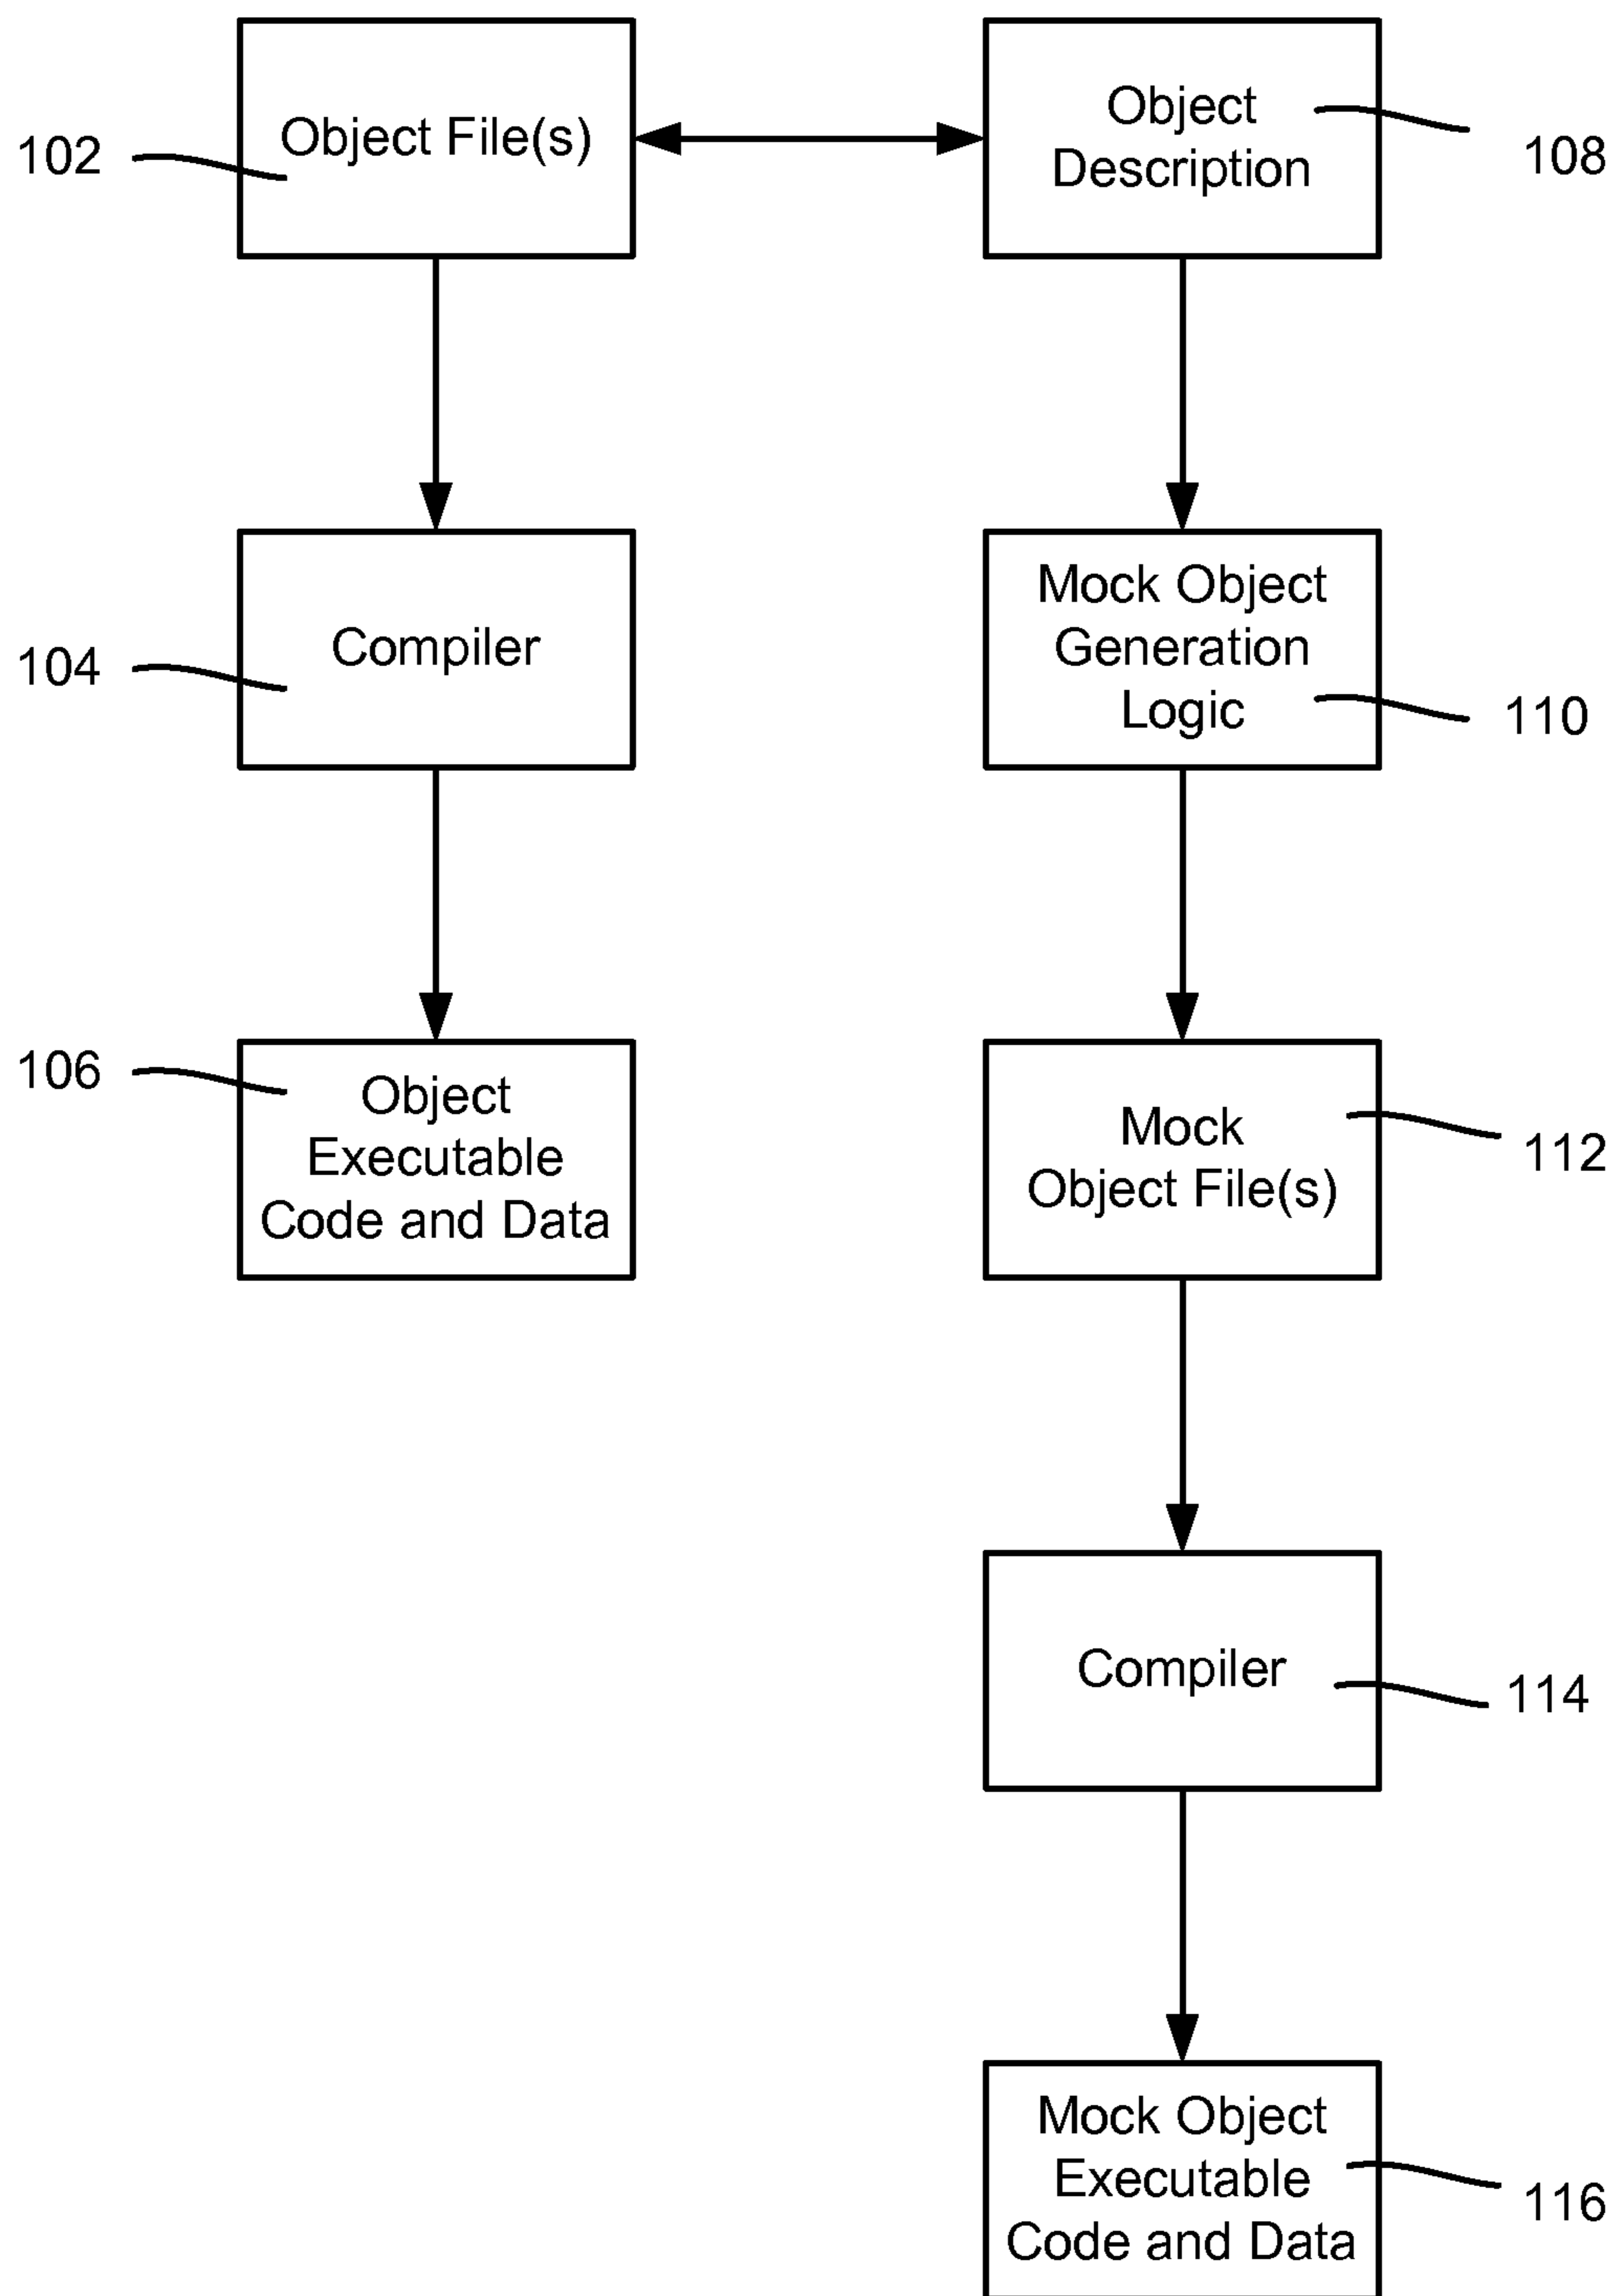 102
Object File(s)
Object
Description
108
104
Compiler
Mock Object
Generation
Logic
110
106
Object
Executable
Code and Data
Mock
Object File(s)
112
Compiler
114
Mock Object
Executable
Code and Data
116